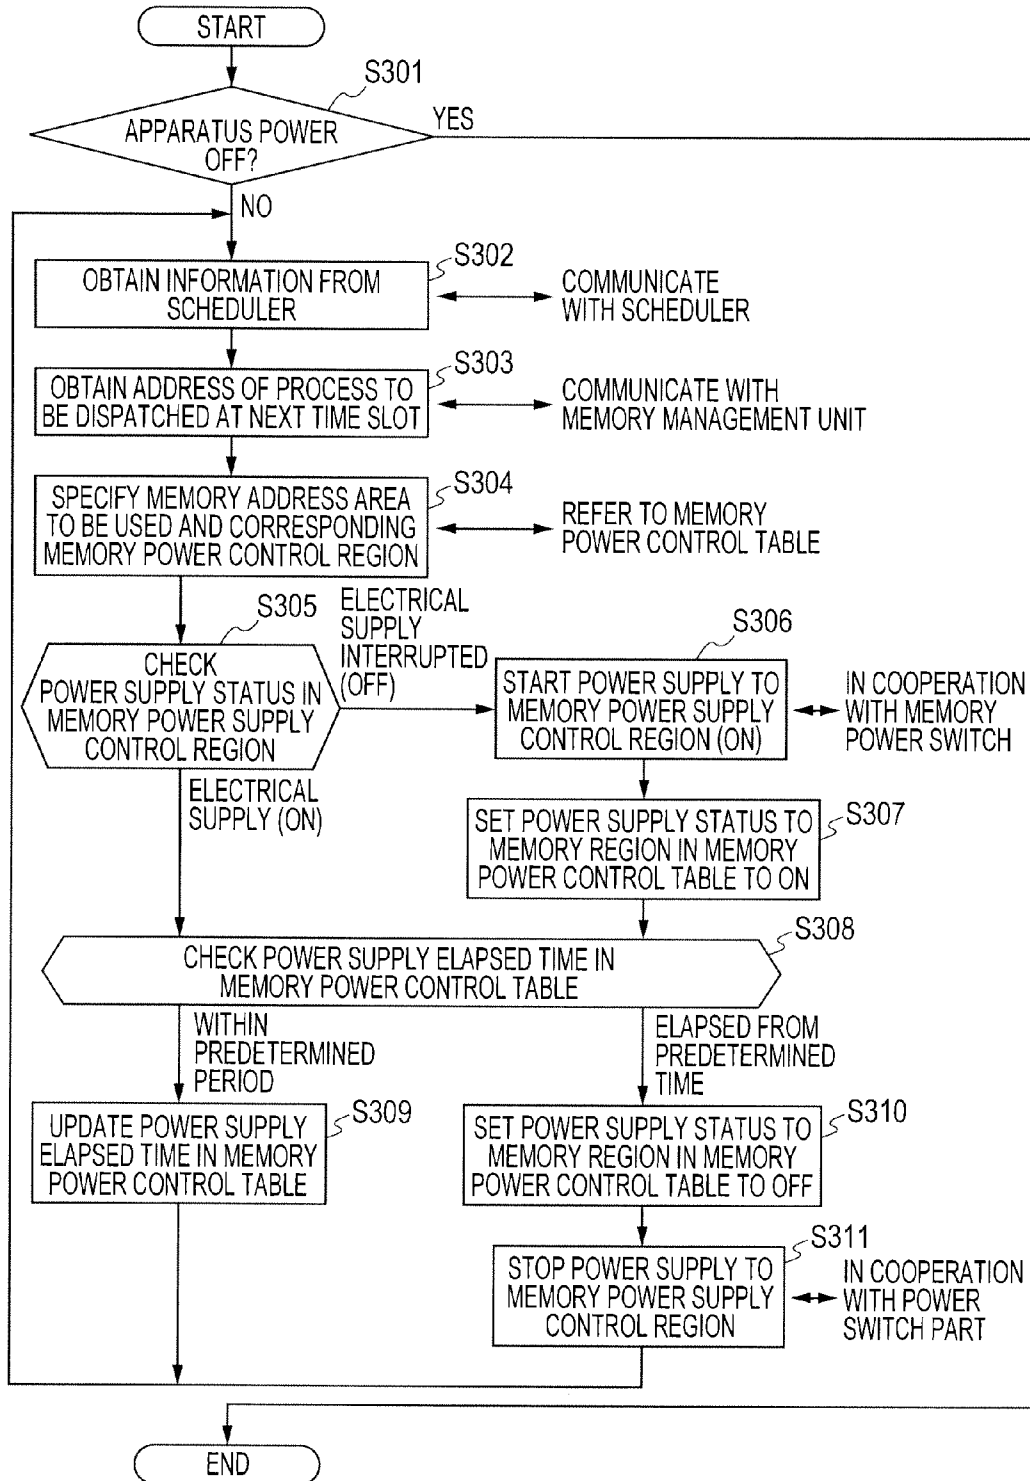 START
S301
APPARATUS POWER
OFF?
YES
NO
S302
OBTAIN INFORMATION FROM
SCHEDULER
COMMUNICATE
WITH SCHEDULER
S303
OBTAIN ADDRESS OF PROCESS TO
BE DISPATCHED AT NEXT TIME SLOT
COMMUNICATE WITH
MEMORY MANAGEMENT UNIT
S304
SPECIFY MEMORY ADDRESS AREA
TO BE USED AND CORRESPONDING
MEMORY POWER CONTROL REGION
REFER TO MEMORY
POWER CONTROL TABLE
S305
CHECK
POWER SUPPLY STATUS IN
MEMORY POWER SUPPLY
CONTROL REGION
ELECTRICAL
SUPPLY
INTERRUPTED
(OFF)
S306
START POWER SUPPLY TO
MEMORY POWER SUPPLY
CONTROL REGION (ON)
IN COOPERATION
WITH MEMORY
POWER SWITCH
ELECTRICAL
SUPPLY (ON)
S307
SET POWER SUPPLY STATUS TO
MEMORY REGION IN MEMORY
POWER CONTROL TABLE TO ON
S308
CHECK POWER SUPPLY ELAPSED TIME IN
MEMORY POWER CONTROL TABLE
WITHIN
PREDETERMINED
PERIOD
ELAPSED FROM
PREDETERMINED
TIME
S309
UPDATE POWER SUPPLY
ELAPSED TIME IN MEMORY
POWER CONTROL TABLE
S310
SET POWER SUPPLY STATUS TO
MEMORY REGION IN MEMORY
POWER CONTROL TABLE TO OFF
S311
STOP POWER SUPPLY TO
MEMORY POWER SUPPLY
CONTROL REGION
IN COOPERATION
WITH POWER
SWITCH PART
END